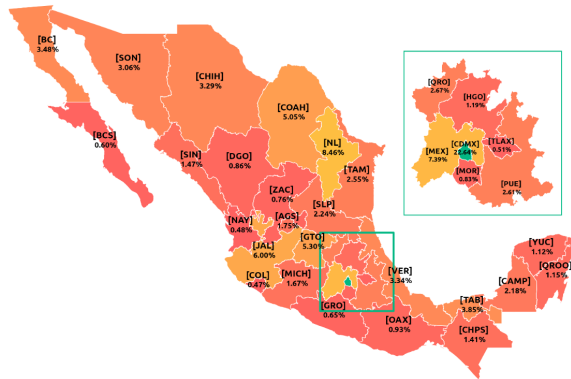 [BC]
3.48%
[SON]
3.06%
[CHIH]
3.29%
[COAH]
5.05%
[QRO]
2.67%
[HGO]
1.19%
[BCS]
0.60%
[SIN]
1.47%
[DGO]
0.86%
[NL]
8.46%
[TAM]
2.55%
[MEX]
7.39%
[CDMX]
22.64%
[TLAX]
0.51%
[MOR]
0.83%
[PUE]
2.61%
[ZAC]
0.76%
[SLP]
2.24%
[NAY]
0.48%
[AGS]
1.75%
[JAL]
6.00%
[GTO]
5.30%
[COL]
0.47%
[MICH]
1.67%
[VER]
3.34%
[YUC]
1.12%
[QROO]
1.15%
[CAMP]
2.18%
[TAB]
3.85%
[GRO]
0.65%
[OAX]
0.93%
[CHPS]
1.41%